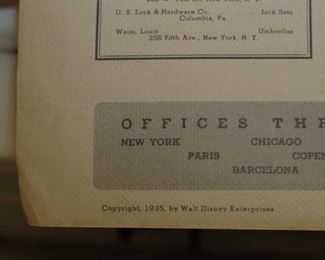 U. S. Lock & Hardware Co. Jack Sets
Columbia, Pa.
Weiss, Louis Umbrellas
258 Fifth Ave., New York, N. Y.
OFFICES THR
NEW YORK CHICAGO
PARIS COPEN
BARCELONA
Copyright, 1935, by Walt Disney Enterprises